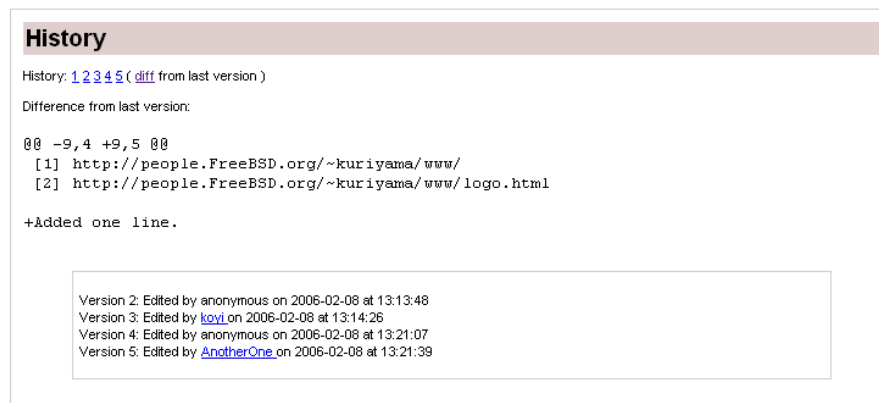 History
History: 1 2 3 4 5 ( diff from last version )
Difference from last version:
@@ -9,4 +9,5 @@
[1] http://people.FreeBSD.org/~kuriyama/www/
[2] http://people.FreeBSD.org/~kuriyama/www/logo.html
+Added one line.
Version 2: Edited by anonymous on 2006-02-08 at 13:13:48
Version 3: Edited by koyi on 2006-02-08 at 13:14:26
Version 4: Edited by anonymous on 2006-02-08 at 13:21:07
Version 5: Edited by AnotherOne on 2006-02-08 at 13:21:39